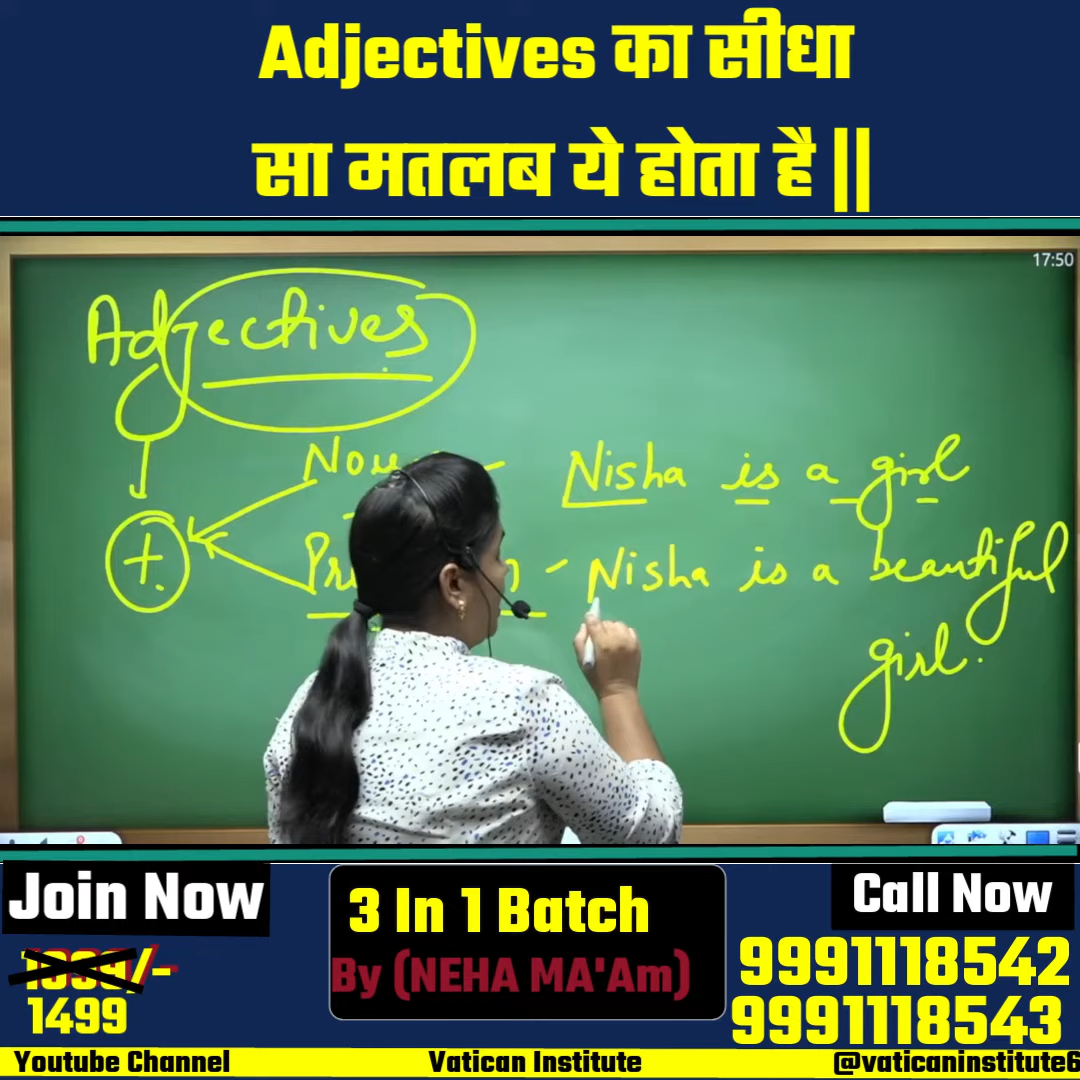 Adjectives का सीधा
सा मतलब ये होता है ||
17:50
Adjectives
Nisha is a girl
+
- Nisha is a beautiful
girl.
Join Now
3 In 1 Batch
Call Now
/-
By (NEHA MA'Am)
9991118542
1499
9991118543
Youtube Channel
Vatican Institute
@vaticaninstitute6